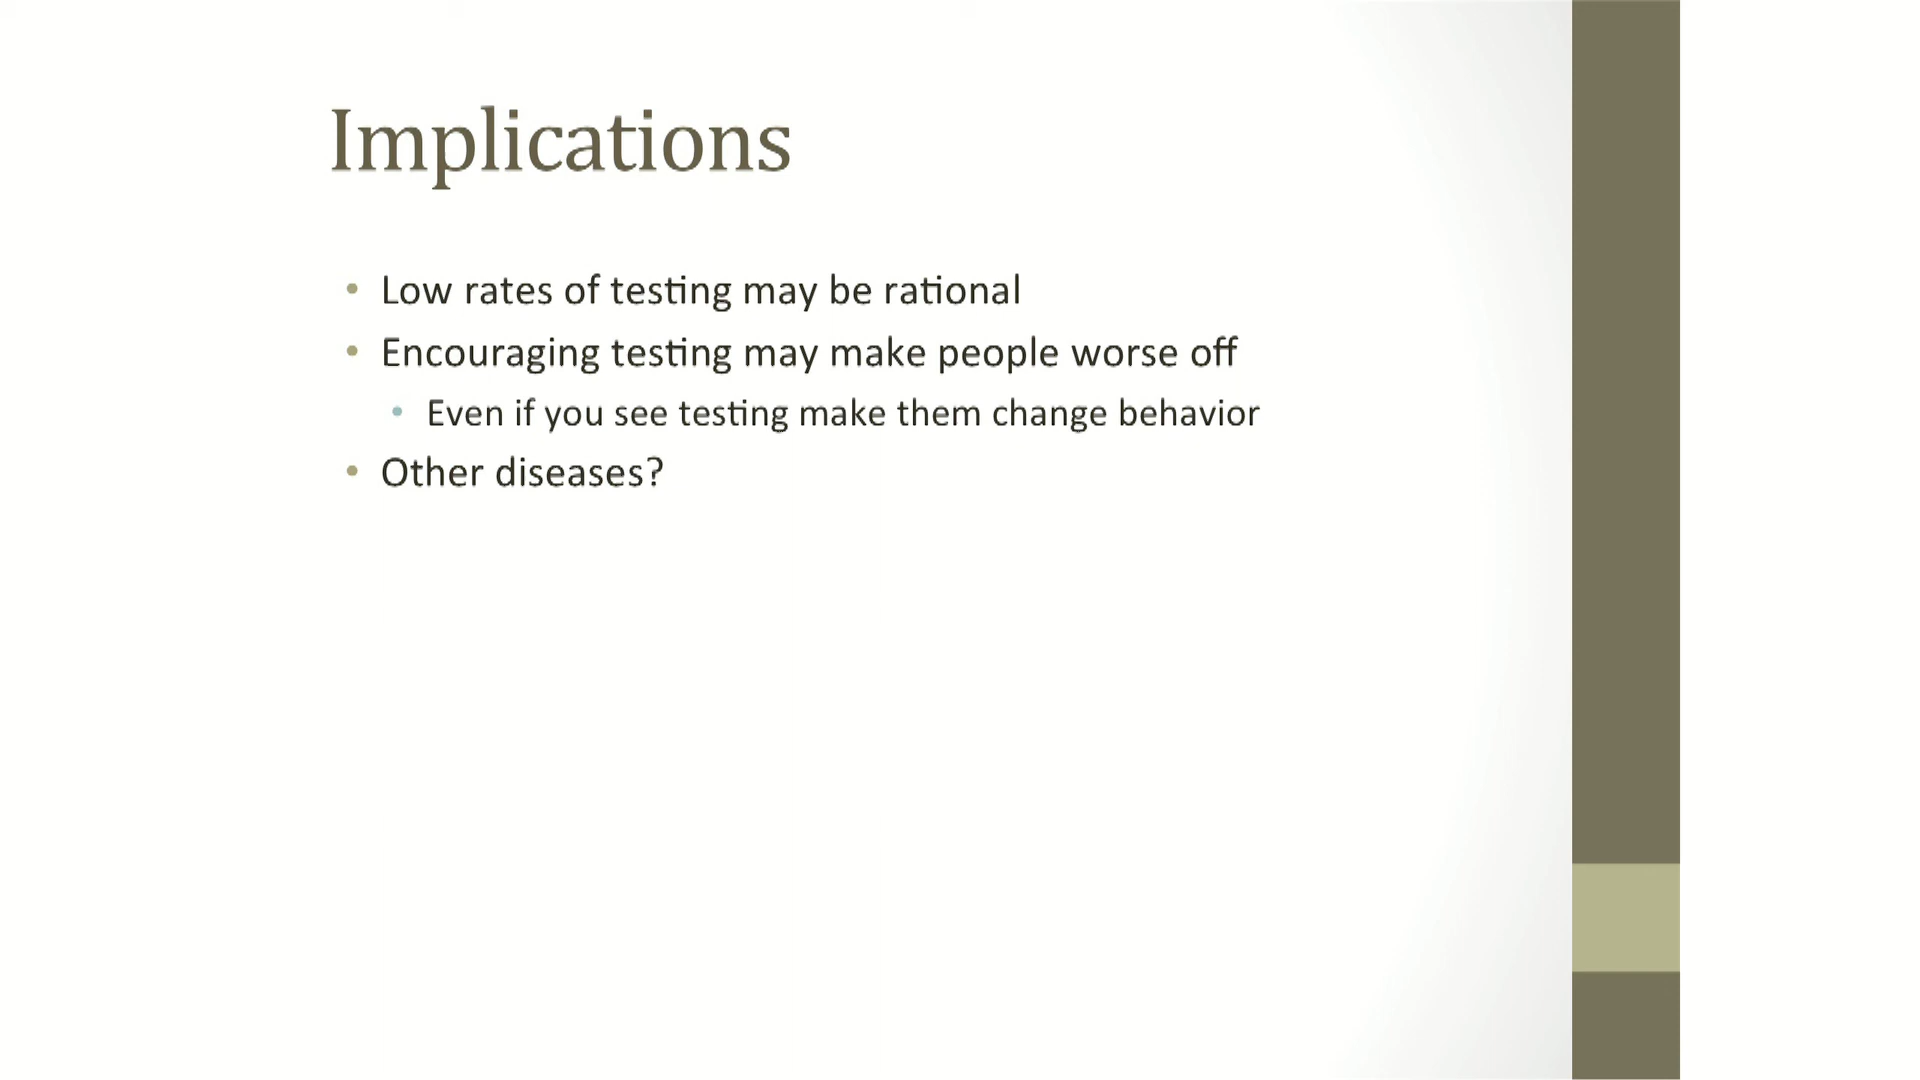 Implications
• Low rates of testing may be rational
• Encouraging testing may make people worse off
• Even if you see testing make them change behavior
• Other diseases?